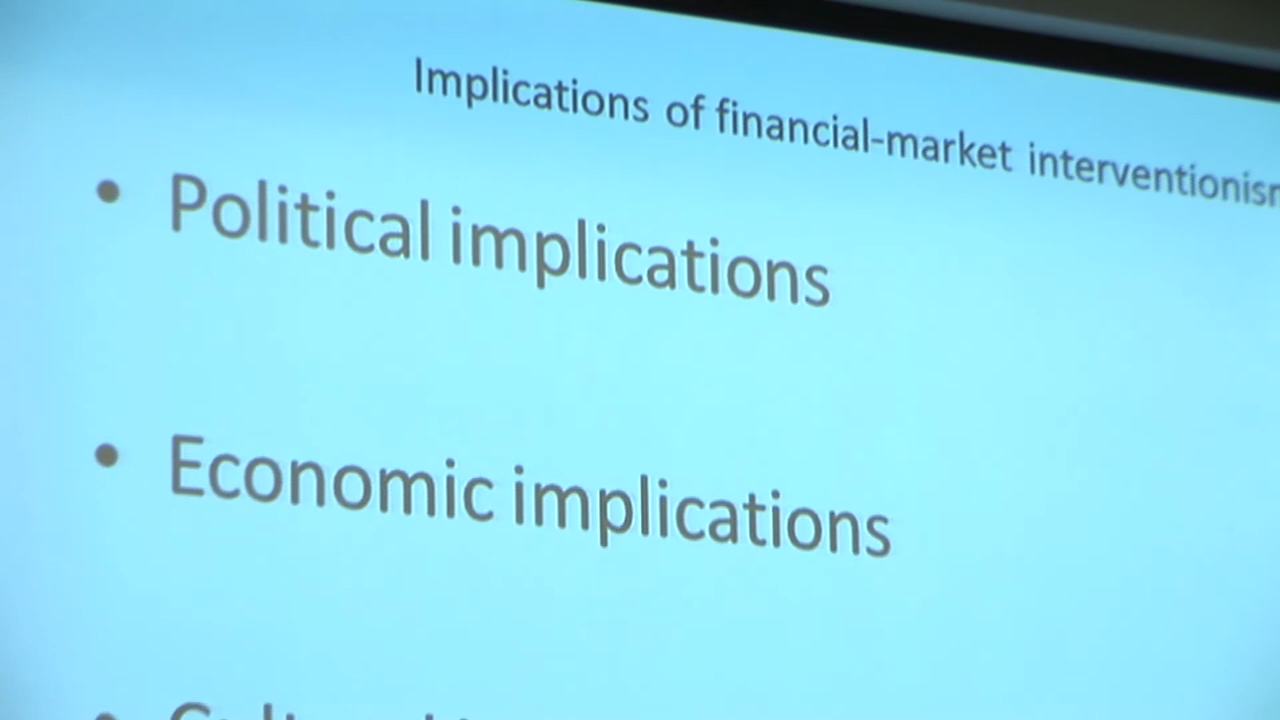 Implications of financial-market interventionism
• Political implications
• Economic implications